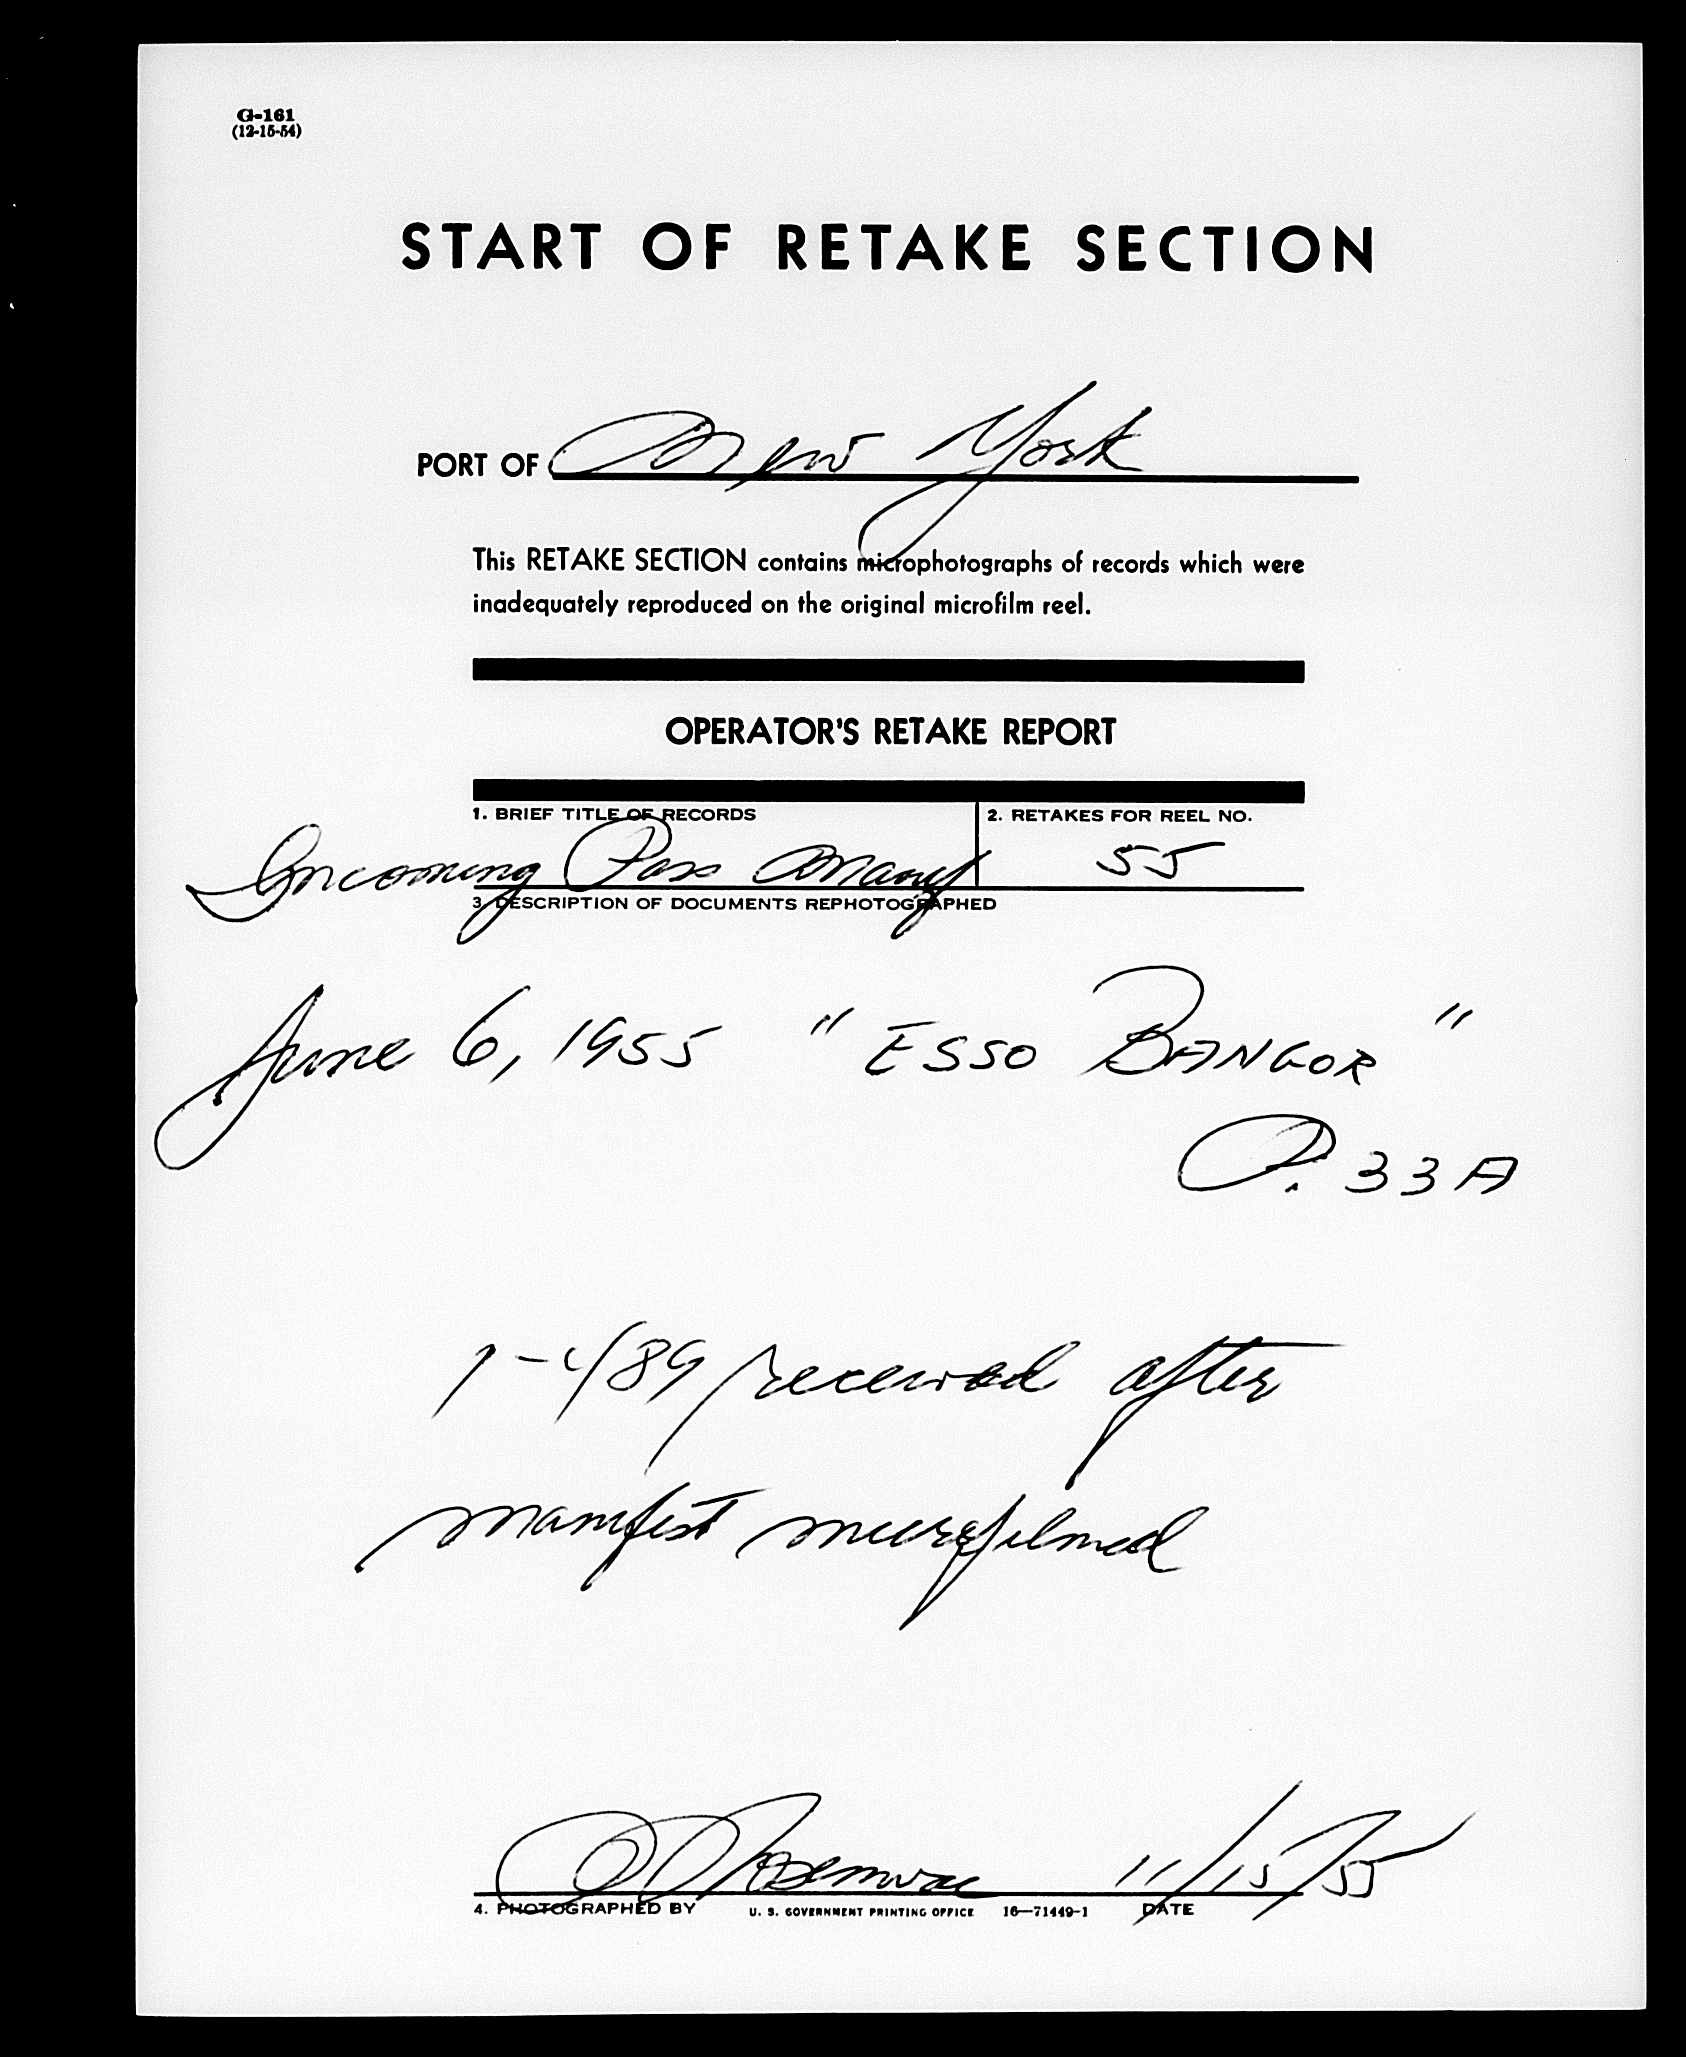 G-161
(12-15-54)
START OF RETAKE SECTION
PORT OF New York
This RETAKE SECTION contains microphotographs of records which were
inadequately reproduced on the original microfilm reel.
OPERATOR'S RETAKE REPORT
1. BRIEF TITLE OF RECORDS
2. RETAKES FOR REEL NO.
Incoming Pass Manif
55
3. DESCRIPTION OF DOCUMENTS REPHOTOGRAPHED
June 6, 1955 " ESSO BANGOR "
P. 33A
I-489 received after
manifest microfilmed
11/15/55
4. PHOTOGRAPHED BY U. S. GOVERNMENT PRINTING OFFICE 16—71449-1 DATE